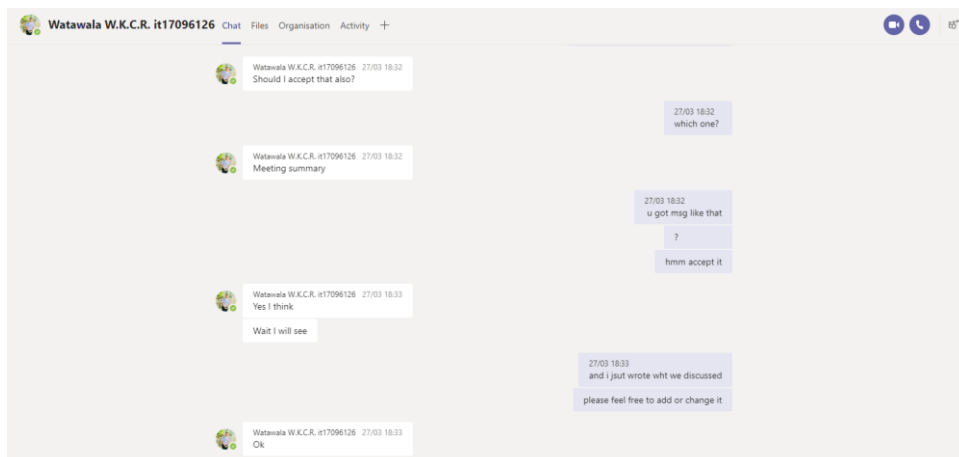 Watawala W.K.C.R. it17096126 Chat Files Organisation Activity
Watawala W.K.C.R. it17096126 27/03 18:32
Should I accept that also?
27/03 18:32
which one?
Watawala W.K.C.R. it17096126 27/03 18:32
Meeting summary
27/03 18:32
u got msg like that
?
hmm accept it
Watawala W.K.C.R. it17096126 27/03 18:33
Yes I think
Wait I will see
27/03 18:33
and i jsut wrote wht we discussed
please feel free to add or change it
Watawala W.K.C.R. it17096126 27/03 18:33
Ok